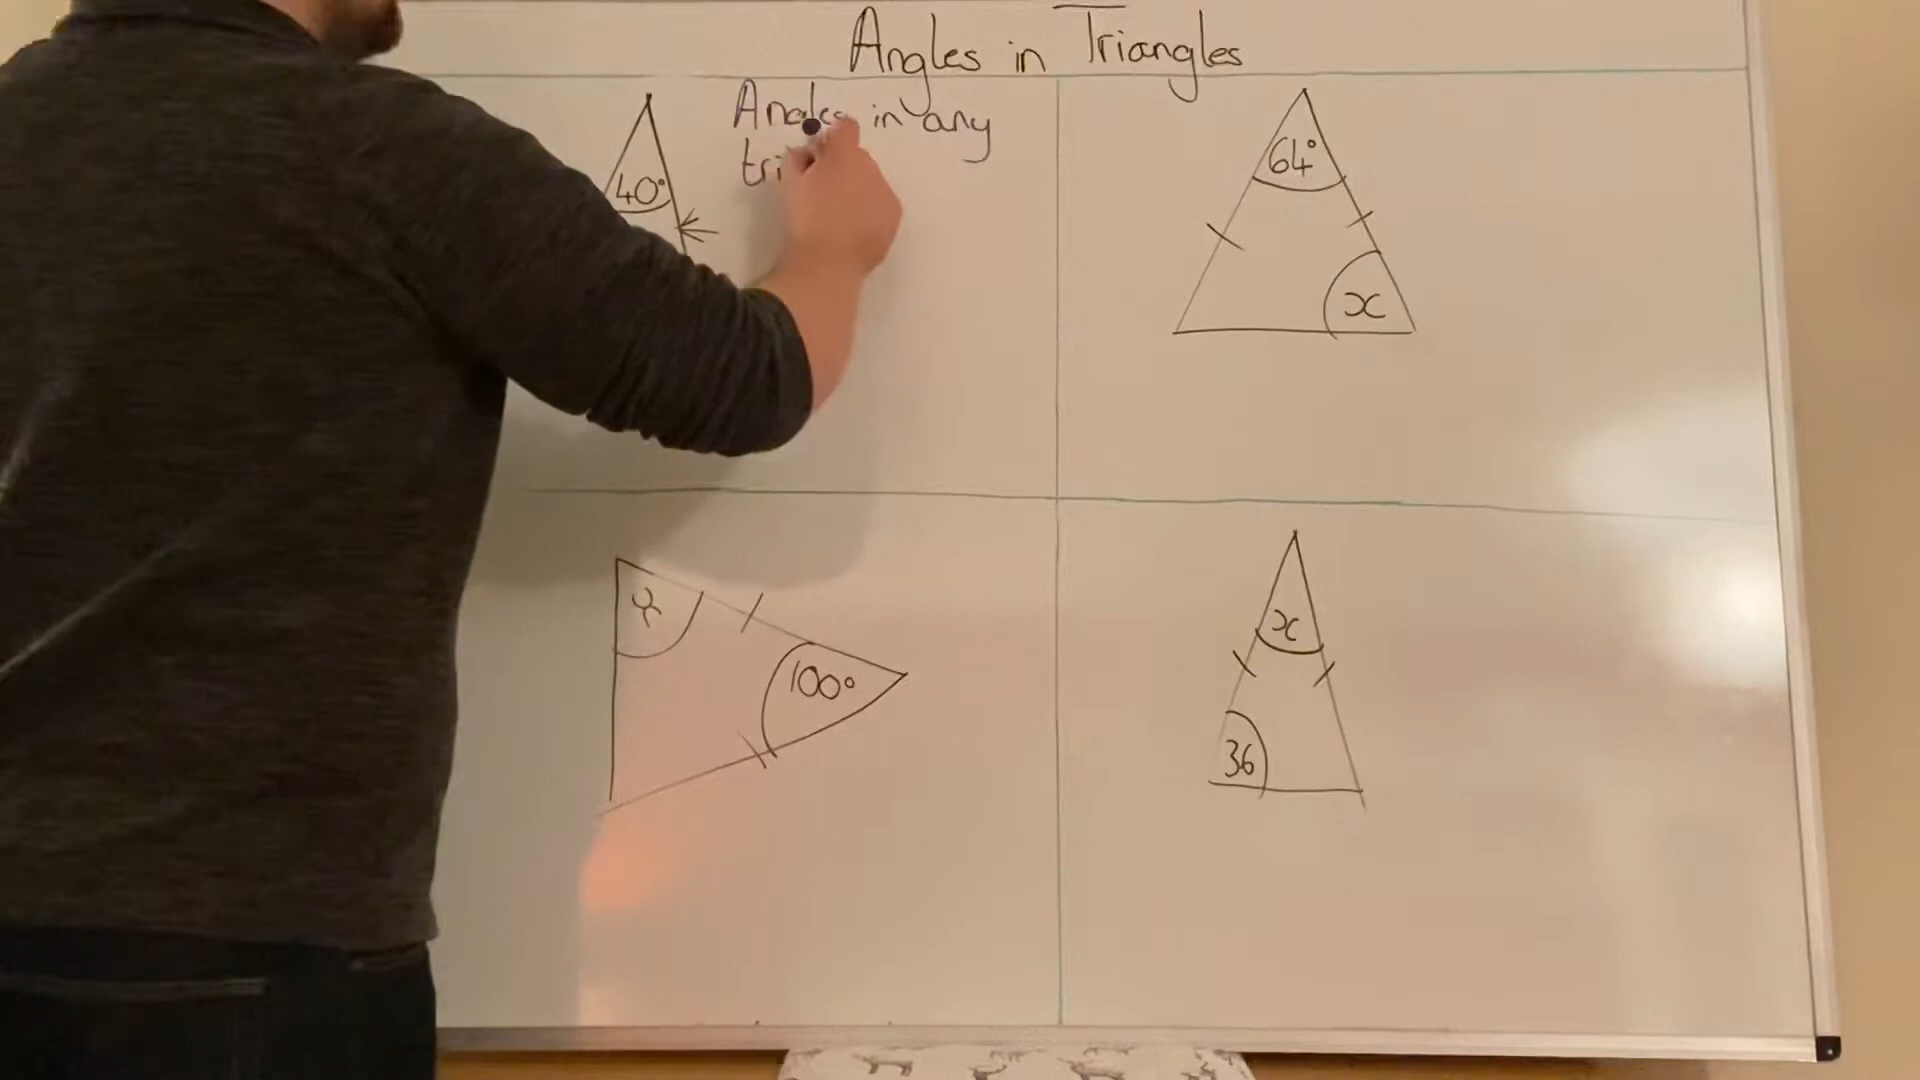 Angles in Triangles
Angles in any
tri
40°
64°
x
x
100°
x
36